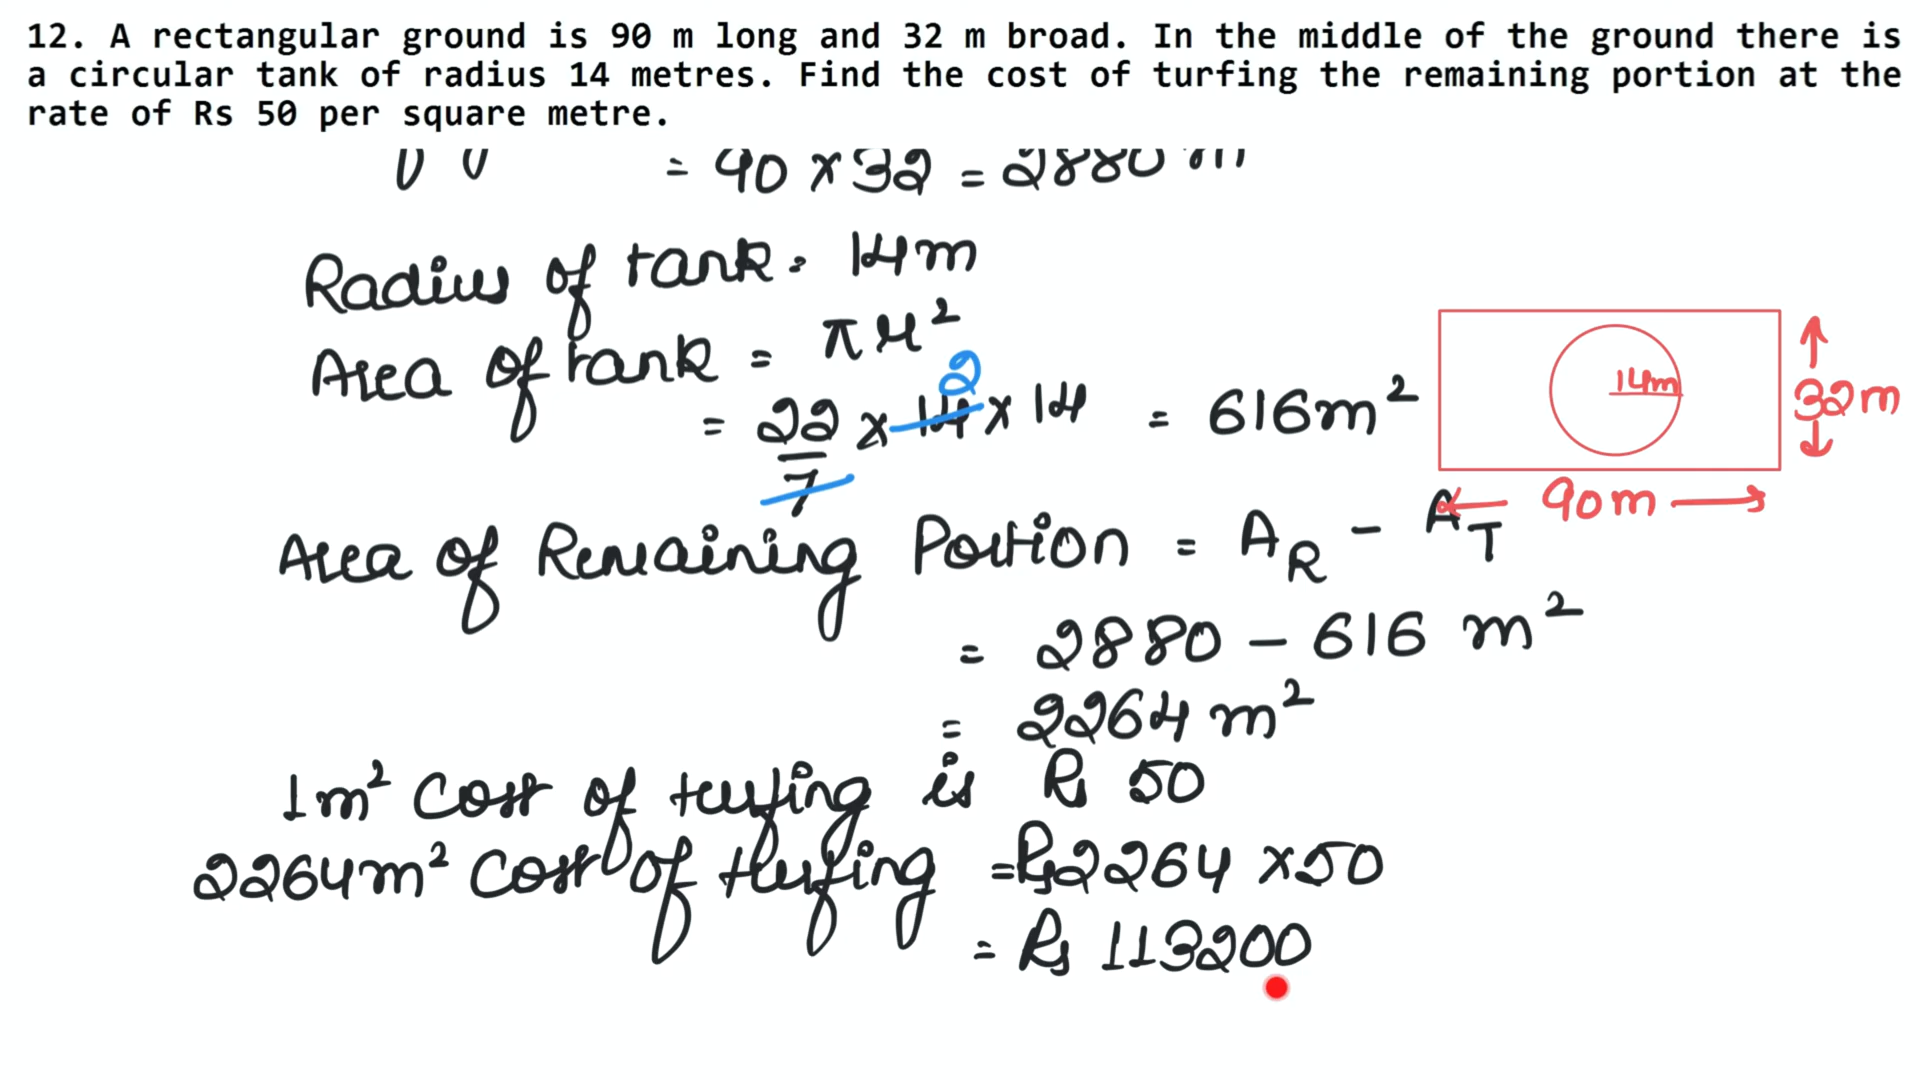 12. A rectangular ground is 90 m long and 32 m broad. In the middle of the ground there is
a circular tank of radius 14 metres. Find the cost of turfing the remaining portion at the
rate of Rs 50 per square metre.
= 90 × 32 = 2880 m
Radius of tank = 14m
Area of tank = πr²
= 22/7 × 14 × 14 = 616m²
2
14m
32m
90m
Area of Remaining Portion = A_R - A_T
= 2880 - 616 m²
= 2264 m²
1m² Cost of turfing is Rs 50
2264m² Cost of turfing = Rs 2264 × 50
= Rs 113200